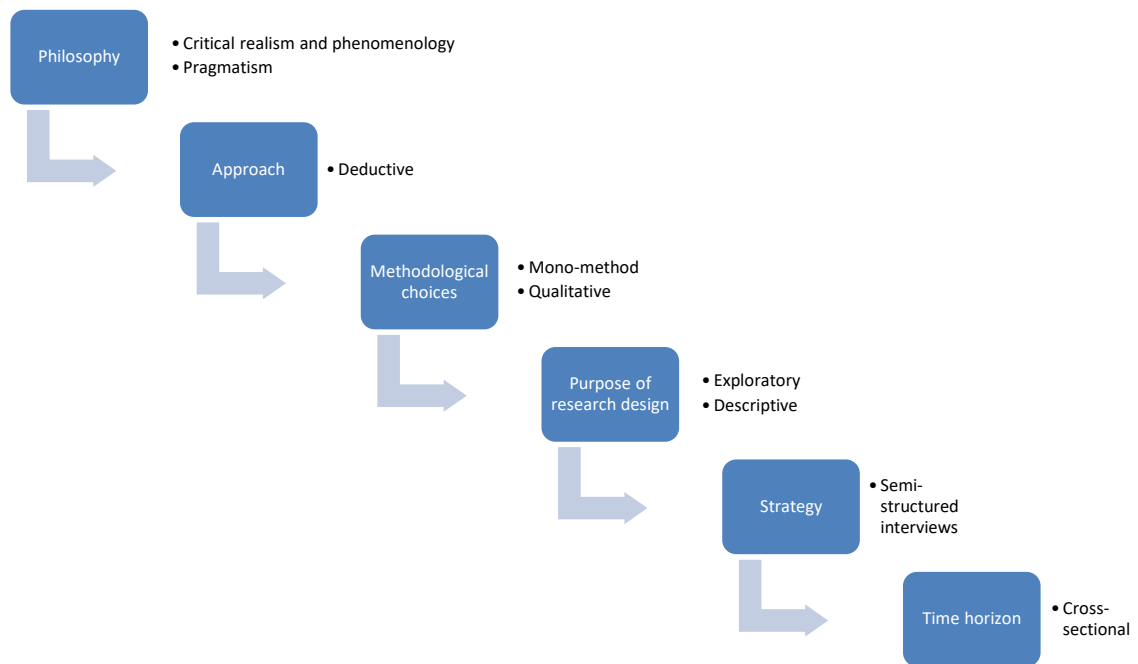 Philosophy
• Critical realism and phenomenology
• Pragmatism
Approach
• Deductive
Methodological
choices
• Mono-method
• Qualitative
Purpose of
research design
• Exploratory
• Descriptive
Strategy
• Semi-
structured
interviews
Time horizon
• Cross-
sectional